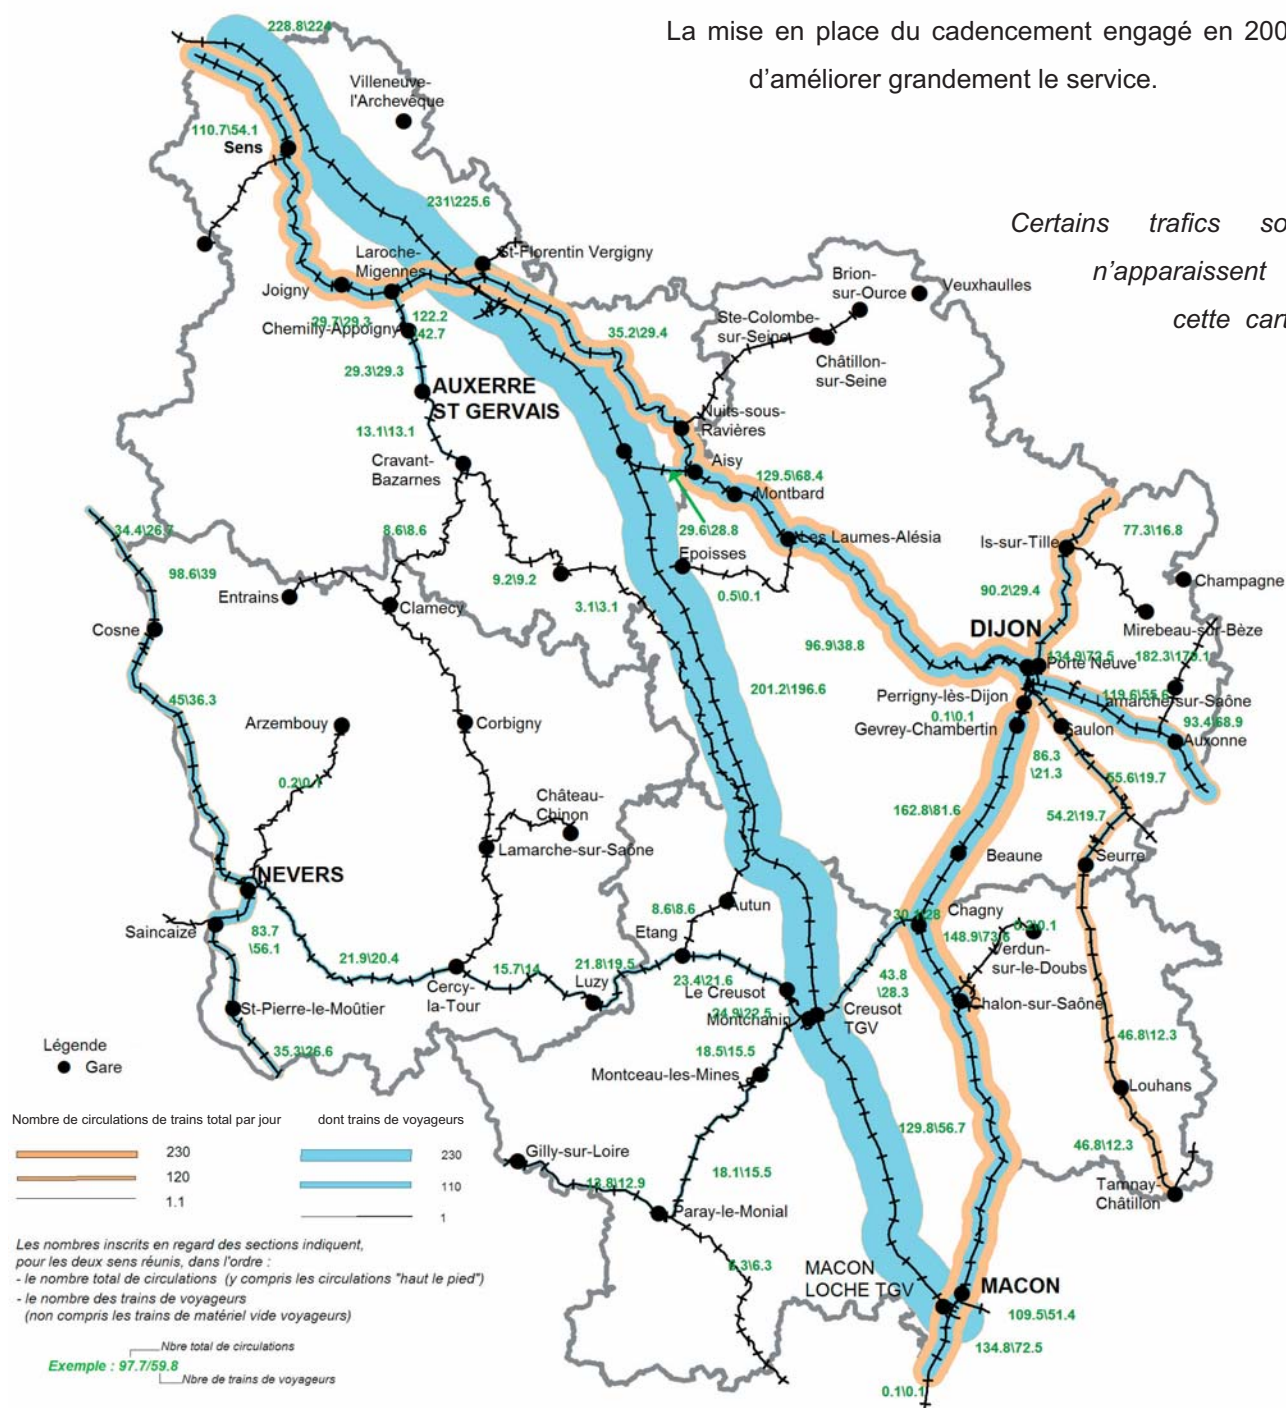 La mise en place du cadencement engagé en 200
d’améliorer grandement le service.
Certains trafics so
n’apparaissent
cette can
228.8\224
Villeneuve-
l'Archevêque
110.7\54.1
Sens
231\225.6
Laroche-
Migennes
St-Florentin Vergigny
Joigny
29.7\29.3
122.2
Chemilly-Appoigny
29.3\29.3
35.2\29.4
Brion-
sur-Ource
Veuxhaulles
Ste-Colombe-
sur-Seine
Châtillon-
sur-Seine
AUXERRE
ST GERVAIS
13.1\13.1
Cravant-
Bazarnes
Nuits-sous-
Ravières
Aisy
129.5\68.4
Montbard
29.6\28.8
Les Laumes-Alésia
Epoisses
0.5\0.1
34.4\26.7
98.6\39
8.6\8.6
9.2\9.2
3.1\3.1
Entrains
Clamecy
Cosne
77.3\16.8
Is-sur-Tille
Champagne
90.2\29.4
Mirebeau-sur-Bèze
DIJON
96.9\38.8
134.9\72.5
Porte Neuve
182.3\170.1
119.6\55.6
Lamarche-sur-Saône
Perrigny-lès-Dijon
0.1\0.1
Gevrey-Chambertin
Saulon
93.4\68.9
Auxonne
201.2\196.6
45\36.3
Arzembouy
Corbigny
86.3
\21.3
55.6\19.7
54.2\19.7
162.8\81.6
Château-
Chinon
Lamarche-sur-Saône
Beaune
Seurre
NEVERS
Saincaize
83.7
\56.1
8.6\8.6
Autun
Etang
Chagny
148.9\73.6
0.2\0.1
Verdun-
sur-le-Doubs
21.9\20.4
Cercy-
la-Tour
15.7\14
21.8\19.5
Luzy
23.4\21.6
Le Creusot
24.9\22.5
Montchanin
Creusot
TGV
43.8
\28.3
Chalon-sur-Saône
St-Pierre-le-Moûtier
35.3\26.6
18.5\15.5
Montceau-les-Mines
46.8\12.3
Louhans
Légende
Gare
Nombre de circulations de trains total par jour
dont trains de voyageurs
230
230
120
110
1.1
1
129.8\56.7
46.8\12.3
Gilly-sur-Loire
13.8\12.9
18.1\15.5
Paray-le-Monial
Tamnay-
Châtillon
Les nombres inscrits en regard des sections indiquent,
pour les deux sens réunis, dans l'ordre :
- le nombre total de circulations (y compris les circulations "haut le pied")
- le nombre des trains de voyageurs
(non compris les trains de matériel vide voyageurs)
6.3\6.3
MACON
LOCHE TGV
MACON
109.5\51.4
134.8\72.5
0.1\0.1
Nbre total de circulations
Exemple : 97.7/59.8
Nbre de trains de voyageurs